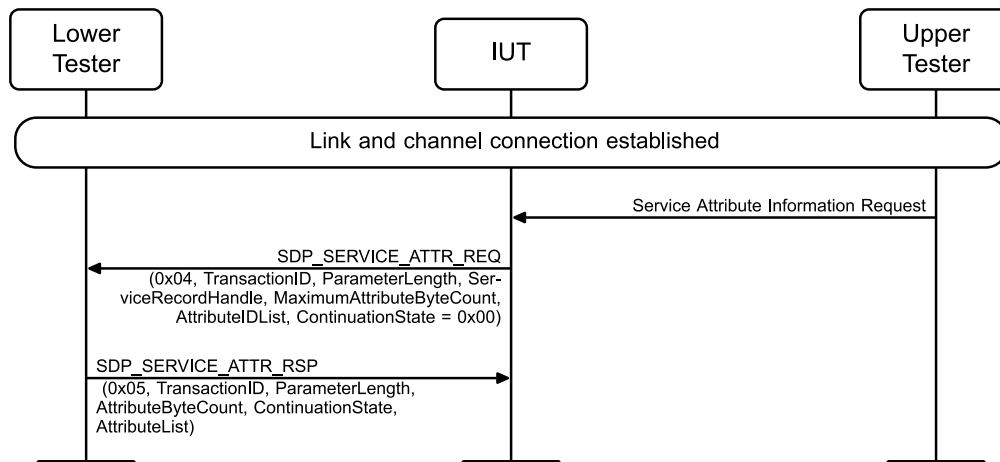 Lower
Tester
IUT
Upper
Tester
Link and channel connection established
Service Attribute Information Request
SDP_SERVICE_ATTR_REQ
(0x04, TransactionID, ParameterLength, Ser-
viceRecordHandle, MaximumAttributeByteCount,
AttributeIDList, ContinuationState = 0x00)
SDP_SERVICE_ATTR_RSP
(0x05, TransactionID, ParameterLength,
AttributeByteCount, ContinuationState,
AttributeList)